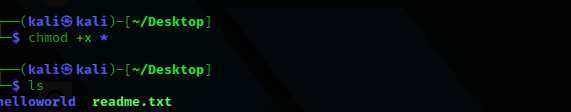 ┌──(kali㉿kali)-[~/Desktop]
└─$ chmod +x *
┌──(kali㉿kali)-[~/Desktop]
└─$ ls
helloworld  readme.txt